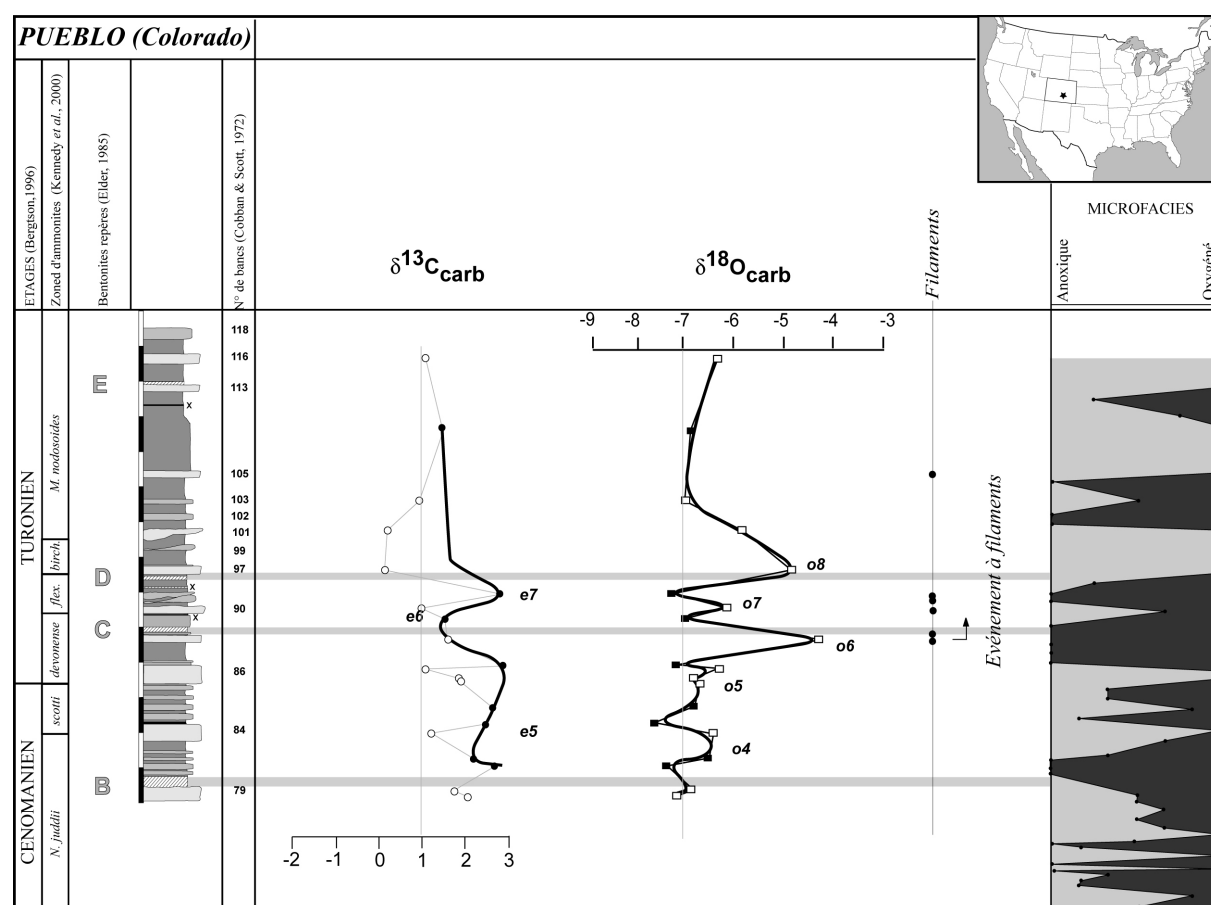 PUEBLO (Colorado)
ETAGES (Bergtson,1996)
Zoned d'ammonites (Kennedy et al., 2000)
Bentonites repères (Elder, 1985)
N° de bancs (Cobban & Scott, 1972)
δ13Ccarb
δ18Ocarb
Filaments
MICROFACIES
Anoxique
Oxygéné
-9 -8 -7 -6 -5 -4 -3
118
116
E
113
M. nodosoides
105
TURONIEN
103
102
101
birch.
99
97
o8
D
flex.
e7
90
e6
o7
C
o6
Evénement à filaments
devonense
86
o5
scotti
84
e5
o4
B
79
CENOMANIEN
N. juddii
-2 -1 0 1 2 3
x
x
x